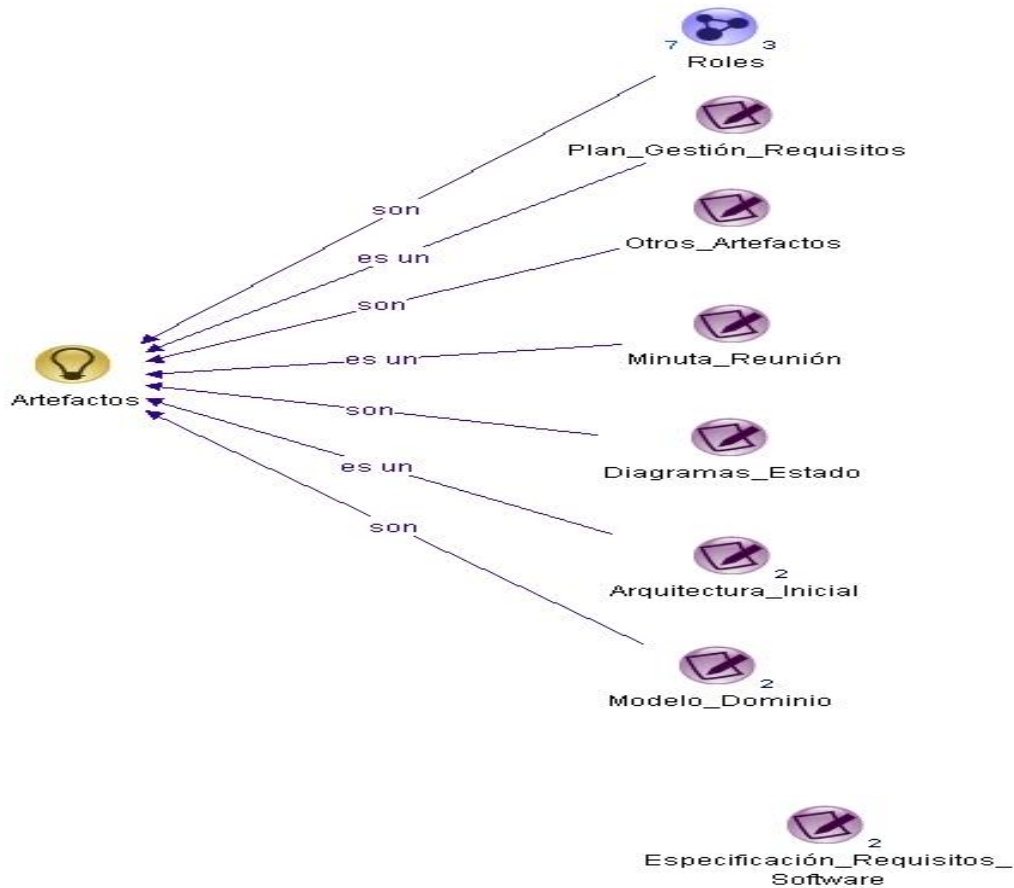 7 3
Roles
Plan_Gestión_Requisitos
son
Otros_Artefactos
es un
son
Minuta_Reunión
es un
Artefactos
son
Diagramas_Estado
es un
son
2
Arquitectura_Inicial
2
Modelo_Dominio
2
Especificación_Requisitos_
Software